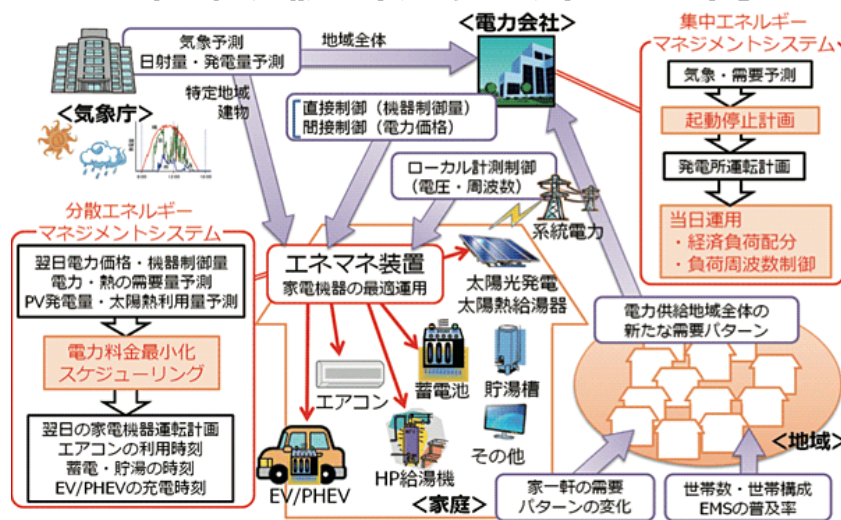 気象予測
日射量・発電量予測
地域全体
<電力会社>
集中エネルギー
マネジメントシステム
気象・需要予測
起動停止計画
発電所運転計画
当日運用
・経済負荷配分
・負荷周波数制御
<気象庁>
特定地域
建物
直接制御（機器制御量）
間接制御（電力価格）
ローカル計測制御
（電圧・周波数）
系統電力
6:00
12:00
18:00
分散エネルギー
マネジメントシステム
翌日電力価格・機器制御量
電力・熱の需要量予測
PV発電量・太陽熱利用量予測
電力料金最小化
スケジューリング
翌日の家電機器運転計画
エアコンの利用時刻
蓄電・貯湯の時刻
EV/PHEVの充電時刻
エネマネ装置
家電機器の最適運用
太陽光発電
太陽熱給湯器
エアコン
蓄電池
貯湯槽
EV/PHEV
HP給湯機
その他
<家庭>
電力供給地域全体の
新たな需要パターン
<地域>
家一軒の需要
パターンの変化
世帯数・世帯構成
EMSの普及率